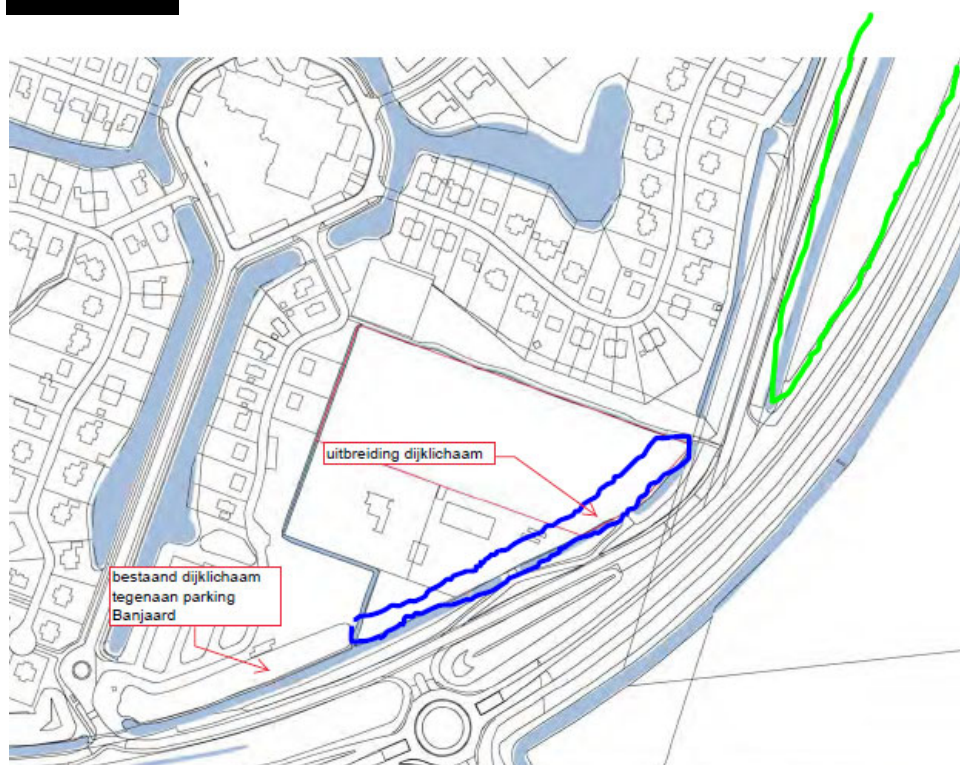 uitbreiding dijklichaam
bestaand dijklichaam
tegenaan parking
Banjaard